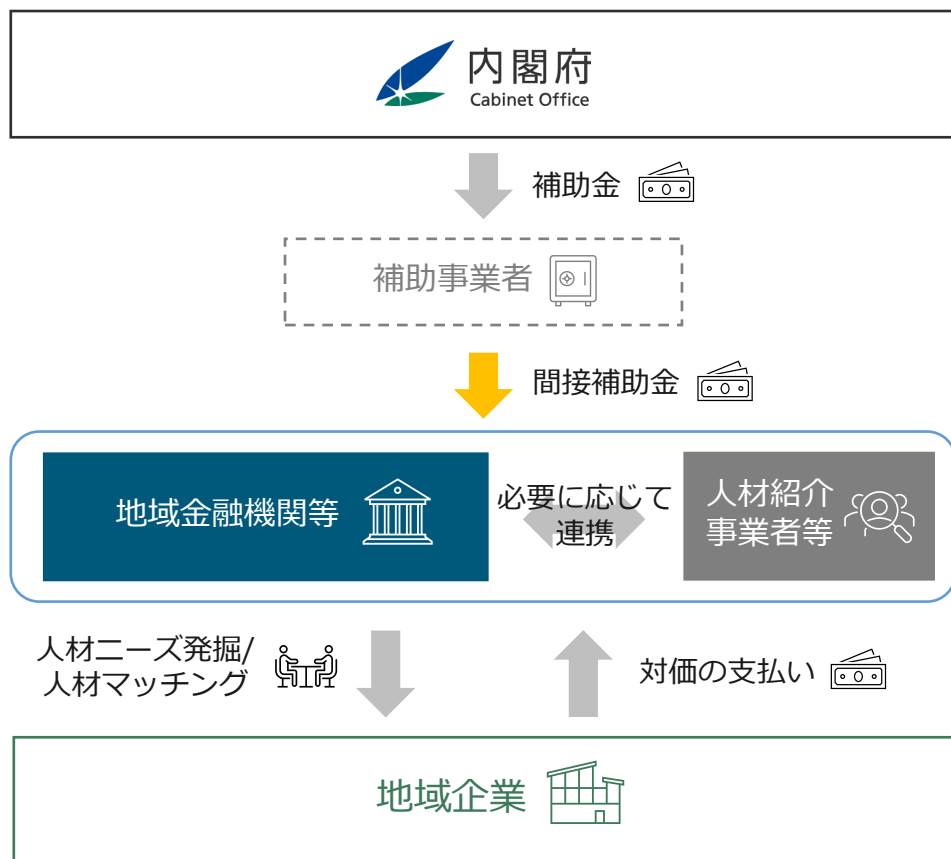 内閣府
Cabinet Office
補助金
補助事業者
間接補助金
地域金融機関等
必要に応じて
連携
人材紹介
事業者等
人材ニーズ発掘/
人材マッチング
対価の支払い
地域企業